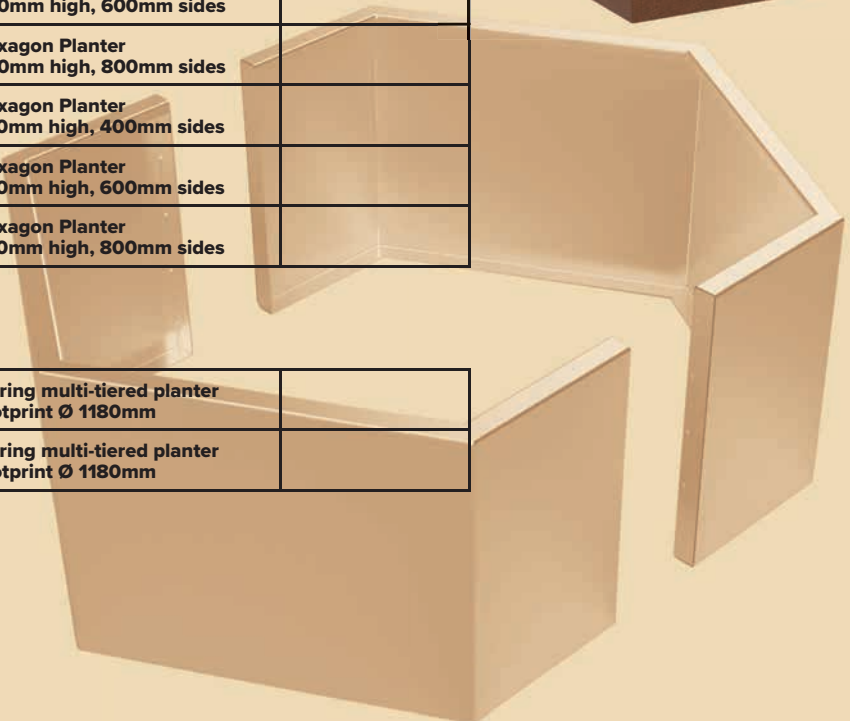 0mm high, 600mm sides
xagon Planter
0mm high, 800mm sides
xagon Planter
0mm high, 400mm sides
xagon Planter
0mm high, 600mm sides
xagon Planter
0mm high, 800mm sides
ring multi-tiered planter
otprint Ø 1180mm
ring multi-tiered planter
otprint Ø 1180mm